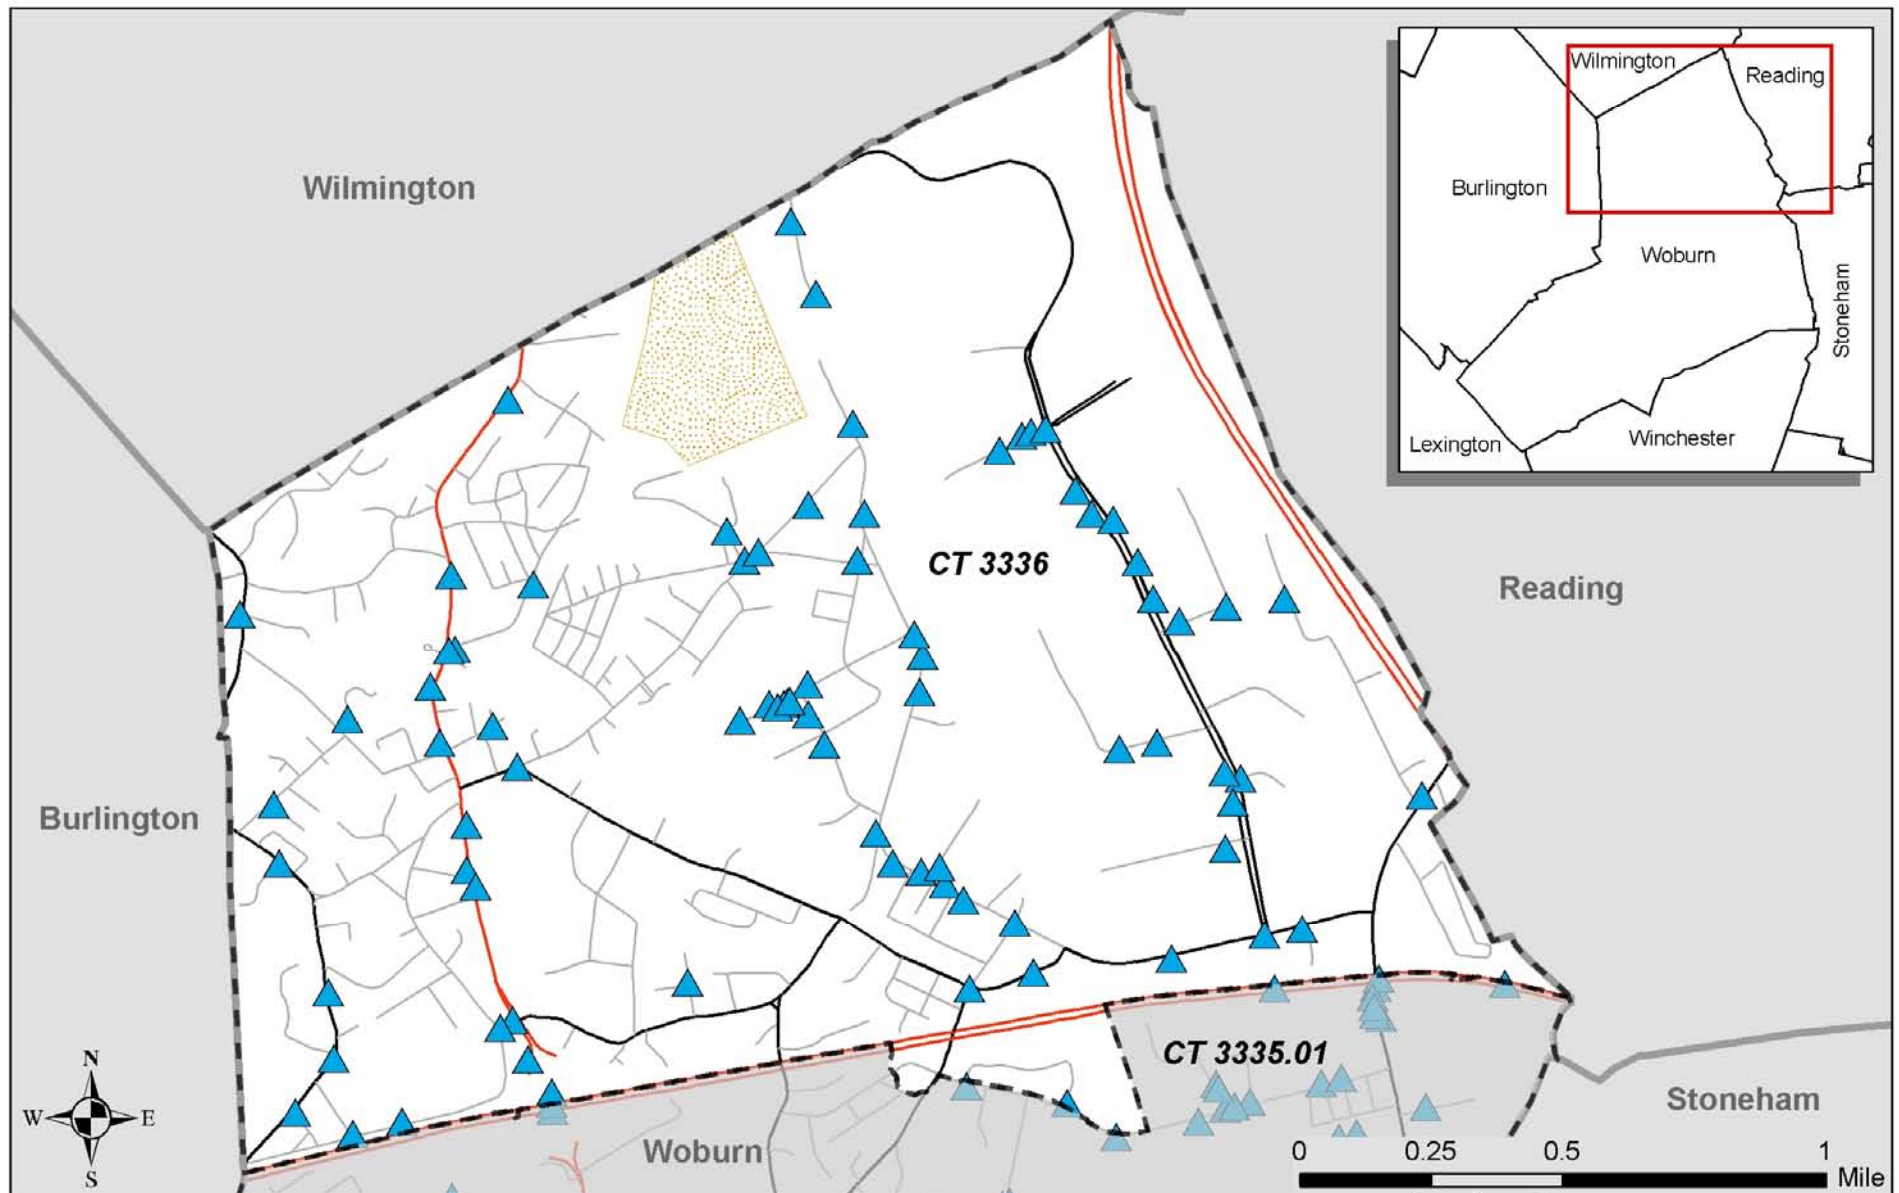 Wilmington
Reading
Burlington
Woburn
Stoneham
Lexington
Winchester
Wilmington
CT 3336
Reading
Burlington
CT 3335.01
N
W
E
S
Woburn
Stoneham
0
0.25
0.5
1
Mile